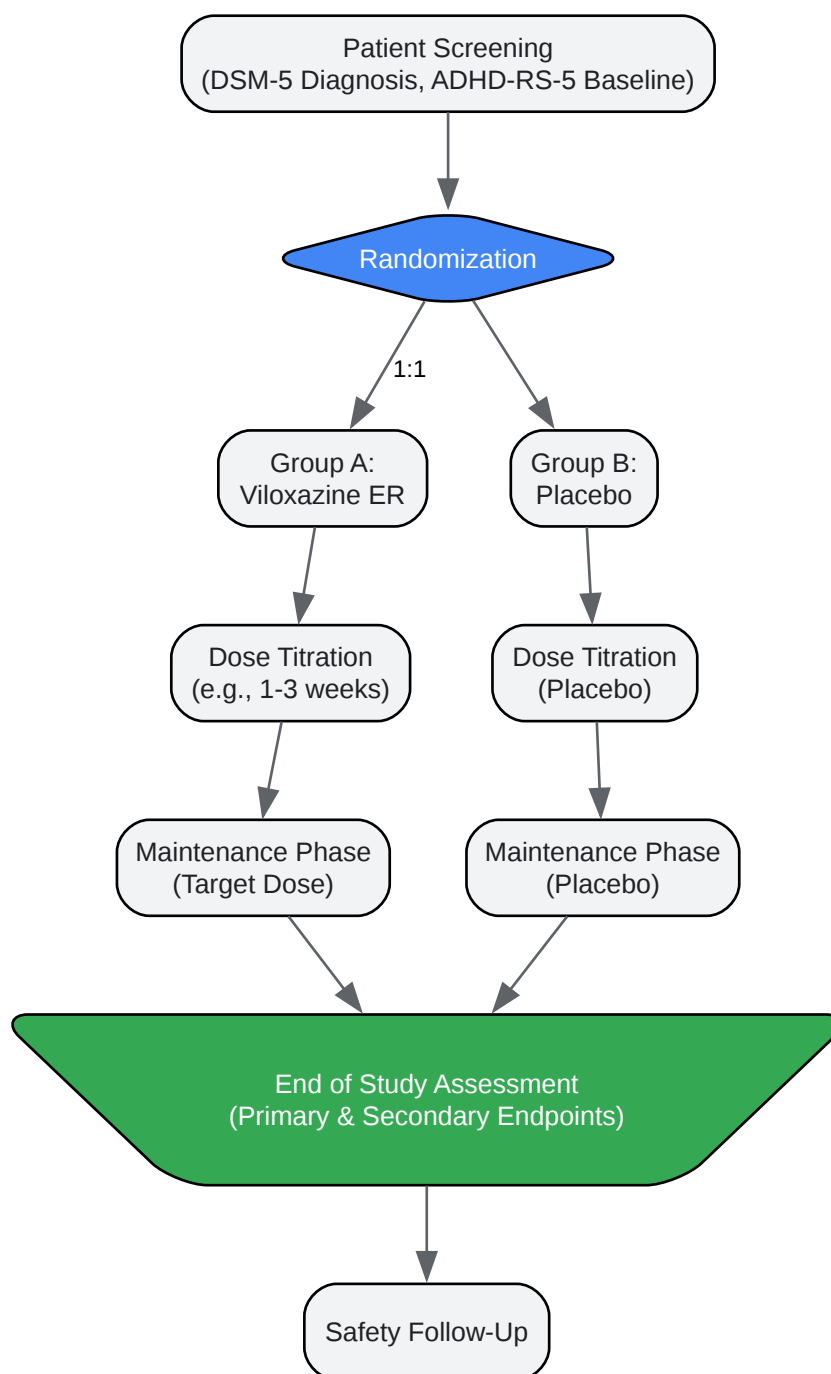 Patient Screening
(DSM-5 Diagnosis, ADHD-RS-5 Baseline)
Randomization
1:1
Group A:
Viloxazine ER
Group B:
Placebo
Dose Titration
(e.g., 1-3 weeks)
Dose Titration
(Placebo)
Maintenance Phase
(Target Dose)
Maintenance Phase
(Placebo)
End of Study Assessment
(Primary & Secondary Endpoints)
Safety Follow-Up